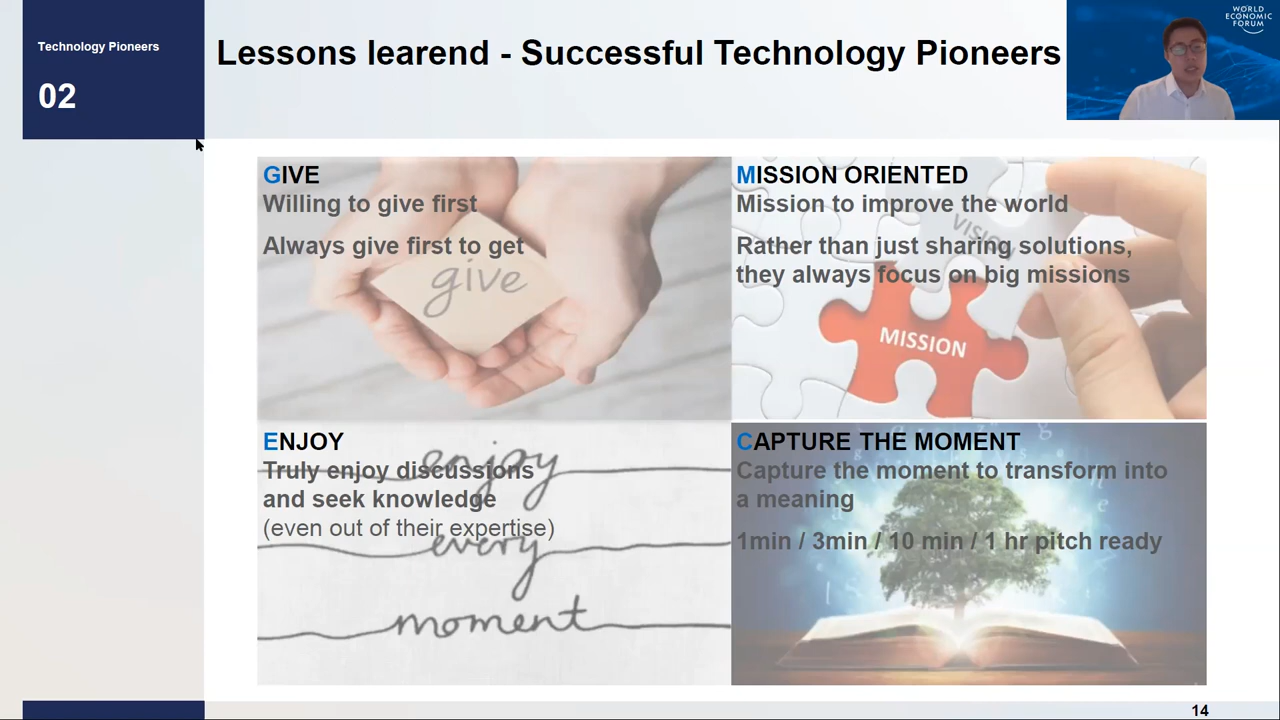 Technology Pioneers
02
Lessons learend - Successful Technology Pioneers
WORLD
ECONOMIC
FORUM
GIVE
Willing to give first
Always give first to get
give
MISSION ORIENTED
Mission to improve the world
Rather than just sharing solutions,
they always focus on big missions
VISION
MISSION
ENJOY
Truly enjoy discussions
and seek knowledge
(even out of their expertise)
enjoy
every
moment
CAPTURE THE MOMENT
Capture the moment to transform into
a meaning
1min / 3min / 10 min / 1 hr pitch ready
14